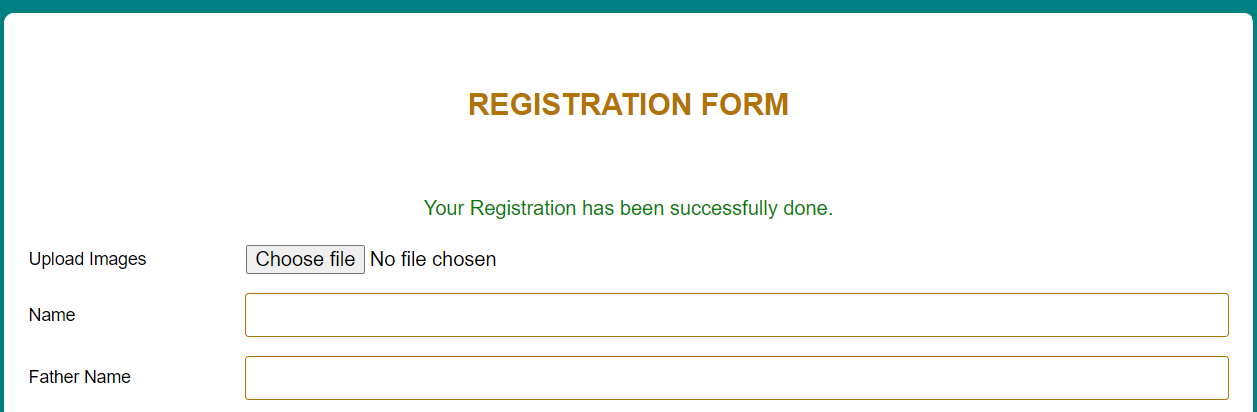 REGISTRATION FORM
Your Registration has been successfully done.
Upload Images Choose file No file chosen
Name
Father Name